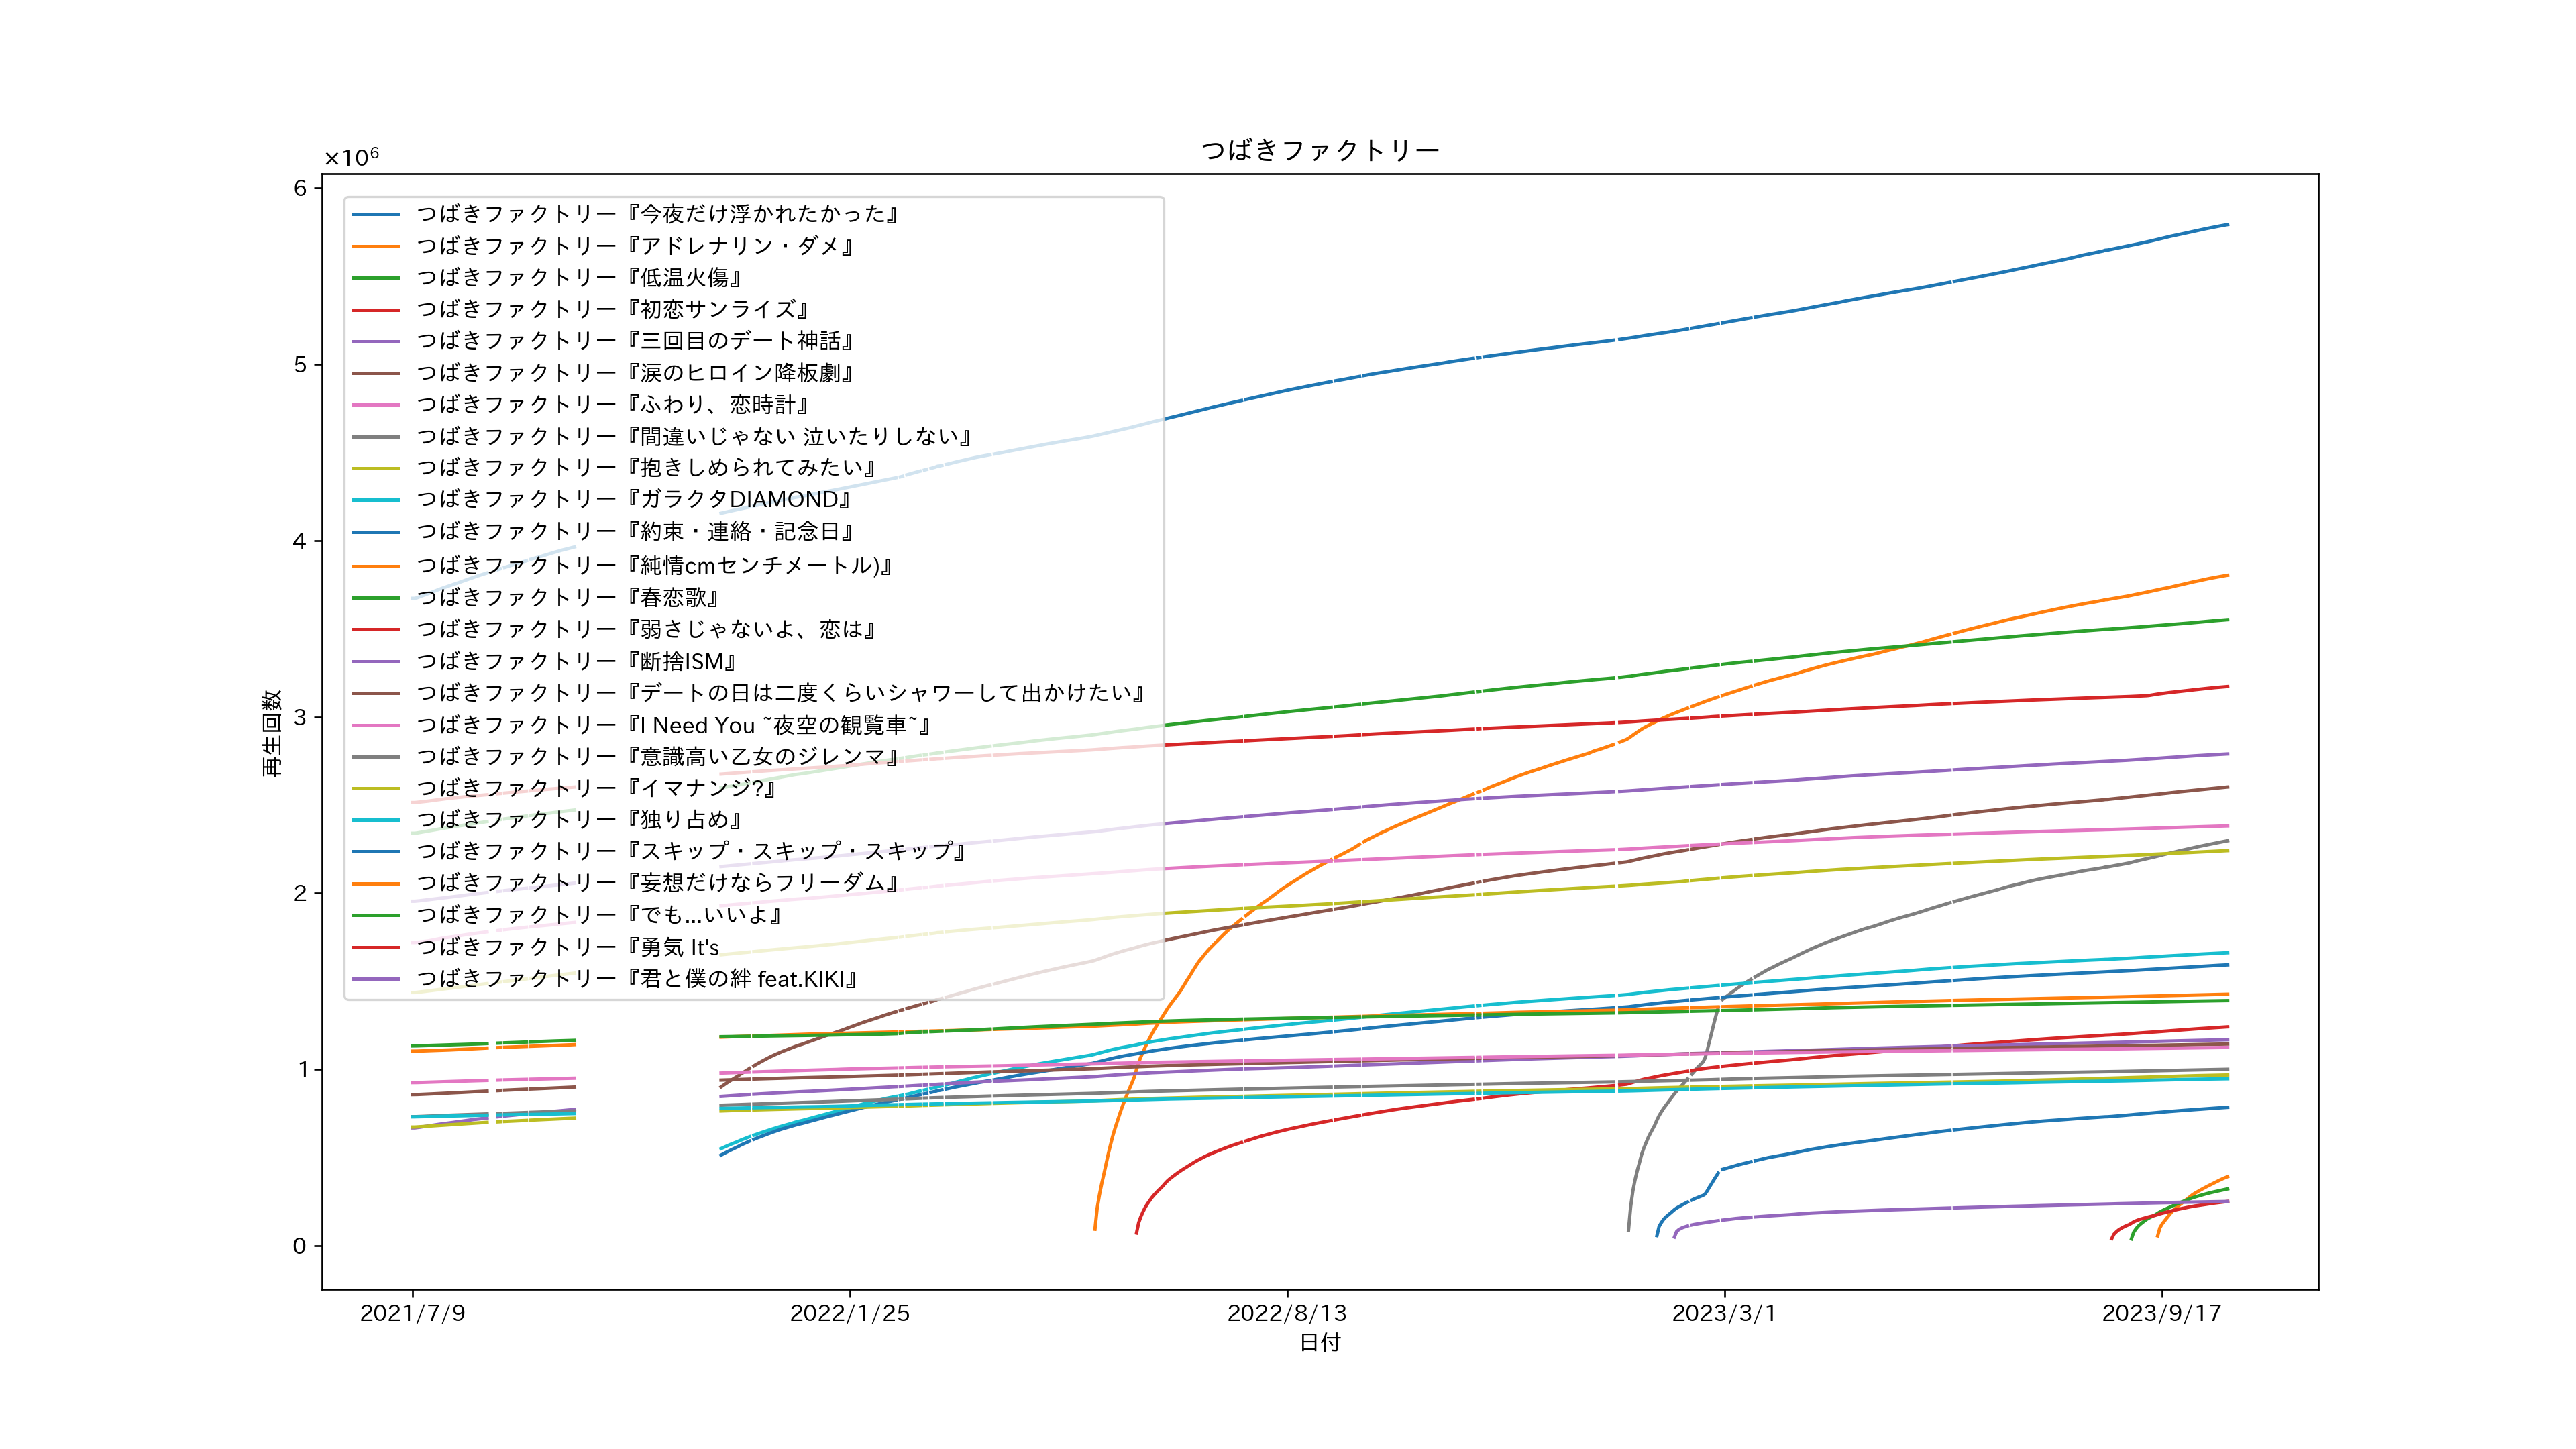 つばきファクトリー
×10⁶
6
5
4
3
2
1
0
再生回数
つばきファクトリー『今夜だけ浮かれたかった』
つばきファクトリー『アドレナリン・ダメ』
つばきファクトリー『低温火傷』
つばきファクトリー『初恋サンライズ』
つばきファクトリー『三回目のデート神話』
つばきファクトリー『涙のヒロイン降板劇』
つばきファクトリー『ふわり、恋時計』
つばきファクトリー『間違いじゃない 泣いたりしない』
つばきファクトリー『抱きしめられてみたい』
つばきファクトリー『ガラクタDIAMOND』
つばきファクトリー『約束・連絡・記念日』
つばきファクトリー『純情cmセンチメートル)』
つばきファクトリー『春恋歌』
つばきファクトリー『弱さじゃないよ、恋は』
つばきファクトリー『断捨ISM』
つばきファクトリー『デートの日は二度くらいシャワーして出かけたい』
つばきファクトリー『I Need You ~夜空の観覧車~』
つばきファクトリー『意識高い乙女のジレンマ』
つばきファクトリー『イマナンジ?』
つばきファクトリー『独り占め』
つばきファクトリー『スキップ・スキップ・スキップ』
つばきファクトリー『妄想だけならフリーダム』
つばきファクトリー『でも...いいよ』
つばきファクトリー『勇気 It's
つばきファクトリー『君と僕の絆 feat.KIKI』
2021/7/9 2022/1/25 2022/8/13 2023/3/1 2023/9/17
日付